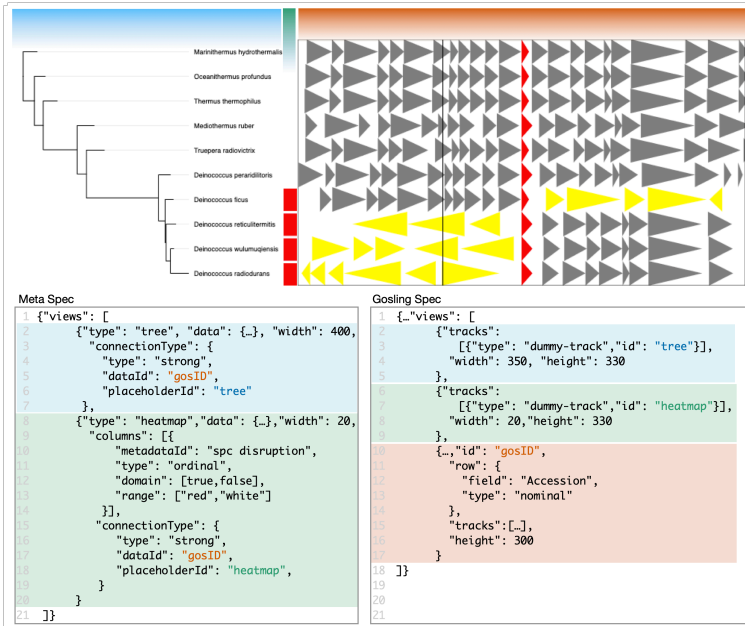 Marinithermus hydrothermalis
Oceanithermus profundus
Thermus thermophilus
Mediothermus ruber
Truepera radiovictrix
Deinococcus peraridilitoris
Deinococcus ficus
Deinococcus reticulitermitis
Deinococcus wulumuqiensis
Deinococcus radiodurans
Meta Spec
1 {"views": [
2 {"type": "tree", "data": {…}, "width": 400,
3 "connectionType": {
4 "type": "strong",
5 "dataId": "gosID",
6 "placeholderId": "tree"
7 },
8 {"type": "heatmap","data": {…},"width": 20,
9 "columns": [{
10 "metadataId": "spc disruption",
11 "type": "ordinal",
12 "domain": [true,false],
13 "range": ["red","white"]
14 }],
15 "connectionType": {
16 "type": "strong",
17 "dataId": "gosID",
18 "placeholderId": "heatmap",
19 }
20 }
21 ]}
Gosling Spec
1 {…"views": [
2 {"tracks":
3 [{"type": "dummy-track","id": "tree"}],
4 "width": 350, "height": 330
5 },
6 {"tracks":
7 [{"type": "dummy-track","id": "heatmap"}],
8 "width": 20,"height": 330
9 },
10 {…,"id": "gosID",
11 "row": {
12 "field": "Accession",
13 "type": "nominal"
14 },
15 "tracks":[…],
16 "height": 300
17 }
18 ]}
19
20
21